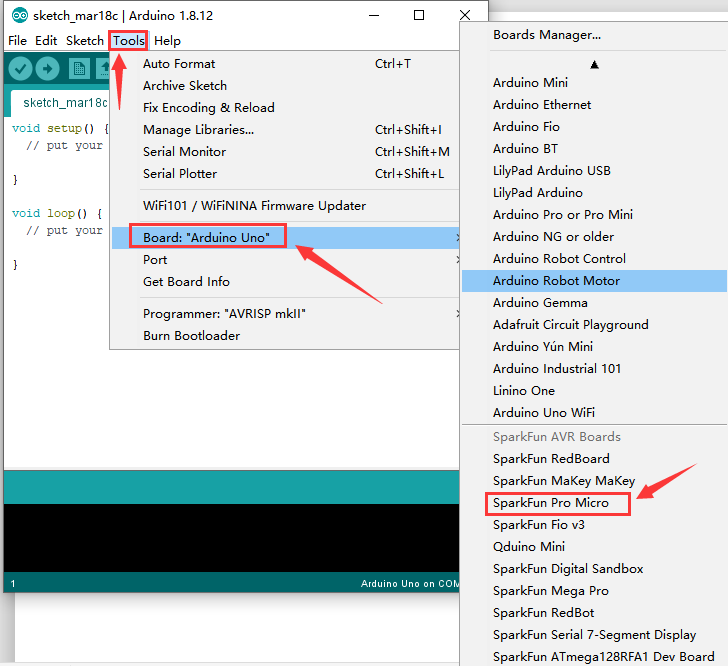 sketch_mar18c | Arduino 1.8.12
File Edit Sketch Tools Help
sketch_mar18c
void setup() {
// put your
}
void loop() {
// put your
}
Auto Format Ctrl+T
Archive Sketch
Fix Encoding & Reload
Manage Libraries... Ctrl+Shift+I
Serial Monitor Ctrl+Shift+M
Serial Plotter Ctrl+Shift+L
WiFi101 / WiFiNINA Firmware Updater
Board: "Arduino Uno"
Port
Get Board Info
Programmer: "AVRISP mkII"
Burn Bootloader
1
Arduino Uno on COM
Boards Manager...
Arduino Mini
Arduino Ethernet
Arduino Fio
Arduino BT
LilyPad Arduino USB
LilyPad Arduino
Arduino Pro or Pro Mini
Arduino NG or older
Arduino Robot Control
Arduino Robot Motor
Arduino Gemma
Adafruit Circuit Playground
Arduino Yún Mini
Arduino Industrial 101
Linino One
Arduino Uno WiFi
SparkFun AVR Boards
SparkFun RedBoard
SparkFun MaKey MaKey
SparkFun Pro Micro
SparkFun Fio v3
Qduino Mini
SparkFun Digital Sandbox
SparkFun Mega Pro
SparkFun RedBot
SparkFun Serial 7-Segment Display
SparkFun ATmega128RFA1 Dev Board